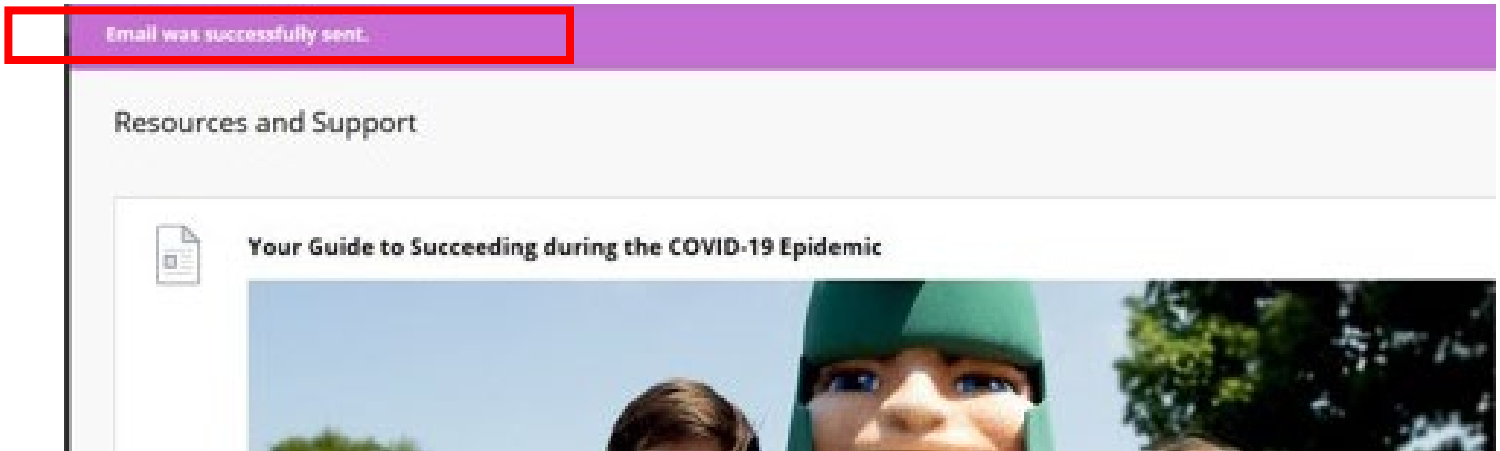 Email was successfully sent.
Resources and Support
Your Guide to Succeeding during the COVID-19 Epidemic